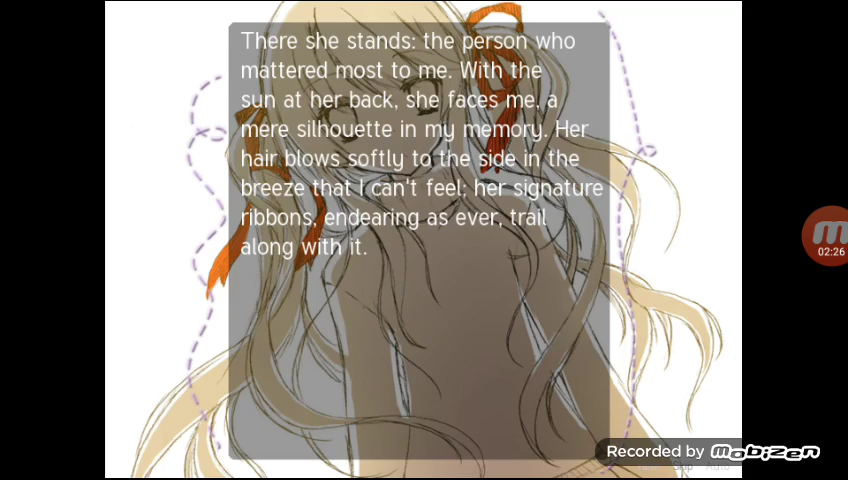 There she stands: the person who
mattered most to me. With the
sun at her back, she faces me, a
mere silhouette in my memory. Her
hair blows softly to the side in the
breeze that I can't feel; her signature
ribbons, endearing as ever, trail
along with it.
02:26
Recorded by mobizen
Skip Auto